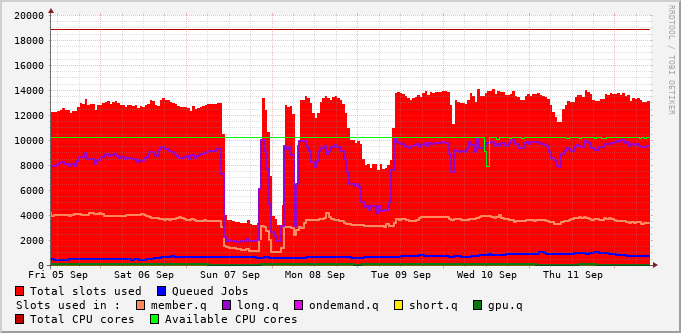 20000
18000
16000
14000
12000
10000
8000
6000
4000
2000
0
Fri 05 Sep Sat 06 Sep Sun 07 Sep Mon 08 Sep Tue 09 Sep Wed 10 Sep Thu 11 Sep
Total slots used Queued Jobs
Slots used in : member.q long.q ondemand.q short.q gpu.q
Total CPU cores Available CPU cores
RRDTOOL / TOBI OETIKER